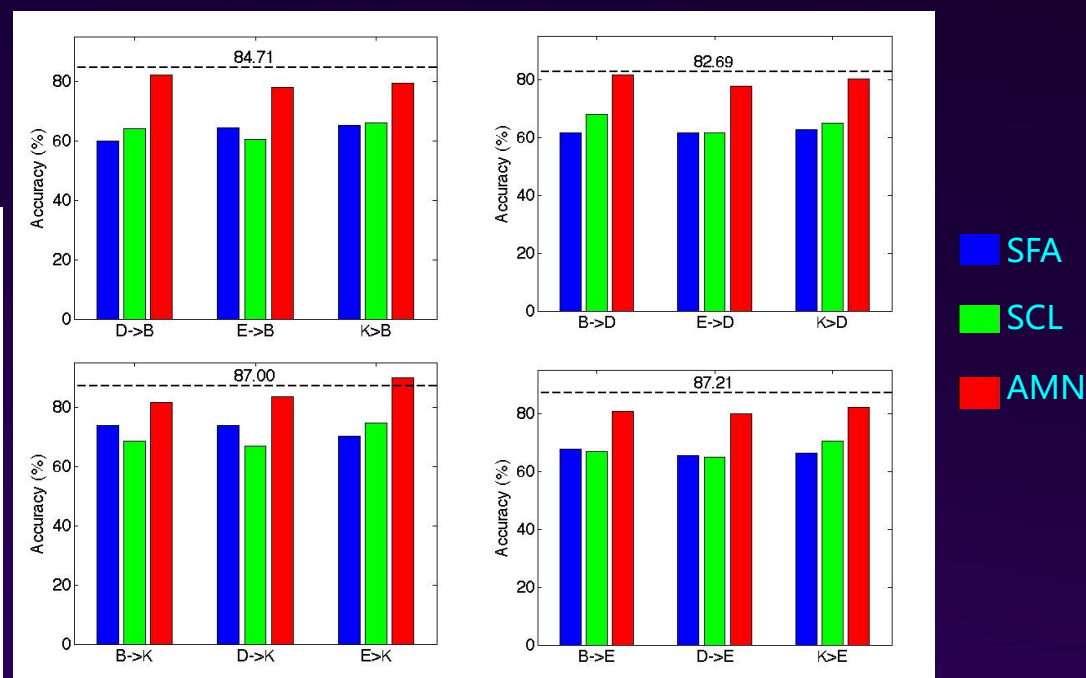 84.71
Accuracy (%)
80
60
40
20
0
D->B E->B K>B
82.69
Accuracy (%)
80
60
40
20
0
B->D E->D K>D
87.00
Accuracy (%)
80
60
40
20
0
B->K D->K E>K
87.21
Accuracy (%)
80
60
40
20
0
B->E D->E K>E
SFA
SCL
AMN